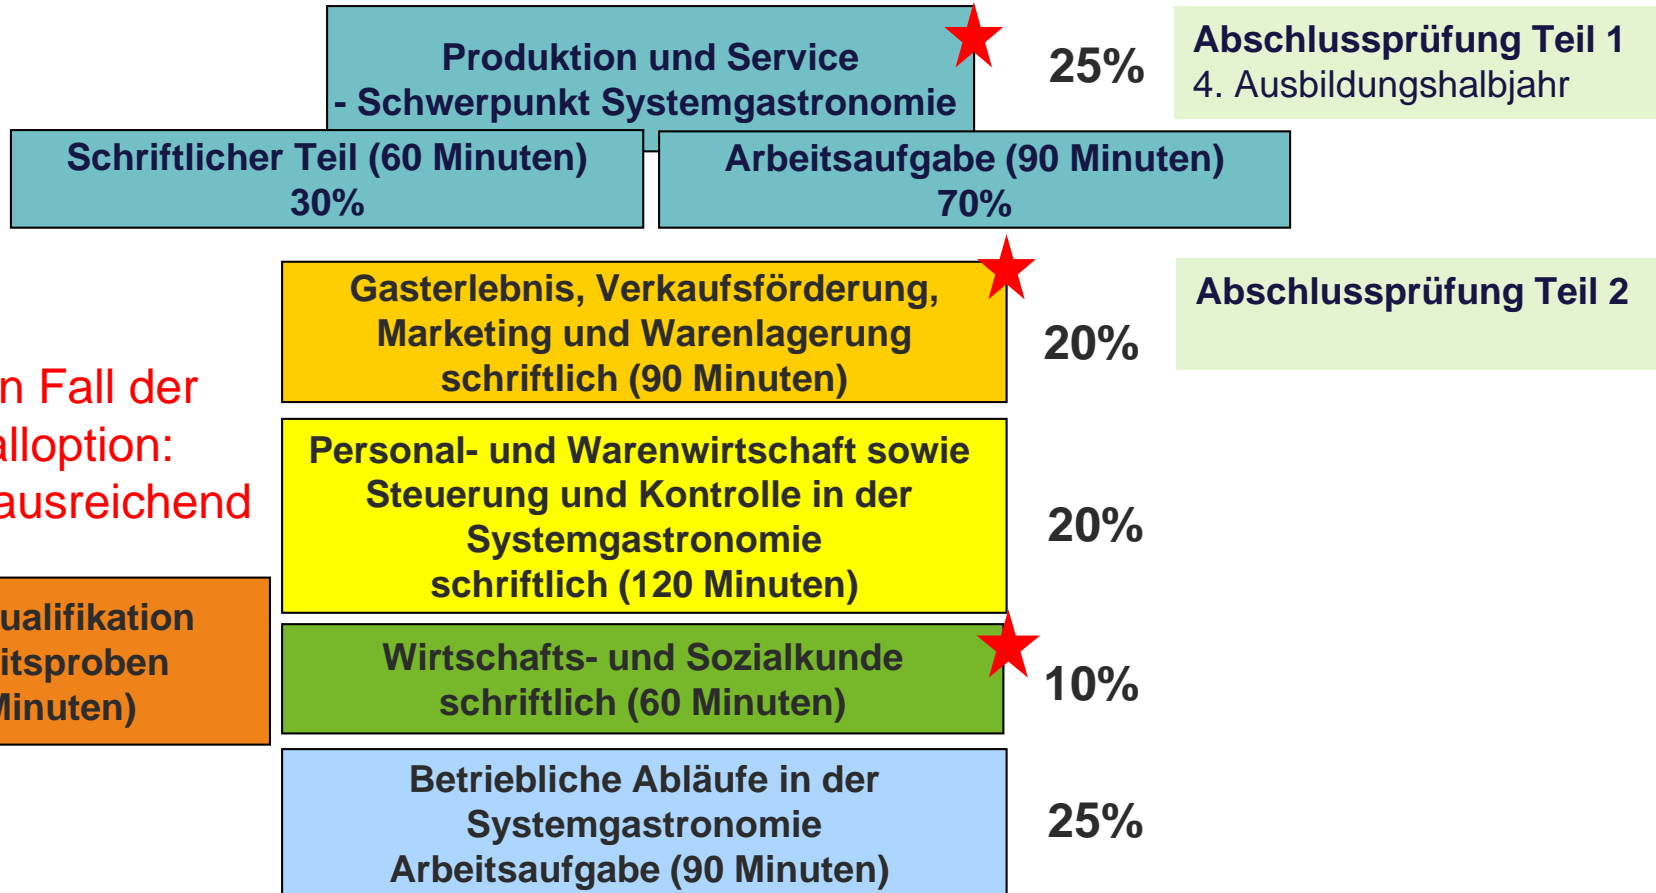 Produktion und Service
- Schwerpunkt Systemgastronomie
25%
Abschlussprüfung Teil 1
4. Ausbildungshalbjahr
Schriftlicher Teil (60 Minuten)
30%
Arbeitsaufgabe (90 Minuten)
70%
Gasterlebnis, Verkaufsförderung,
Marketing und Warenlagerung
schriftlich (90 Minuten)
20%
Abschlussprüfung Teil 2
n Fall der
alloption:
ausreichend
Personal- und Warenwirtschaft sowie
Steuerung und Kontrolle in der
Systemgastronomie
schriftlich (120 Minuten)
20%
ualifikation
itsproben
Minuten)
Wirtschafts- und Sozialkunde
schriftlich (60 Minuten)
10%
Betriebliche Abläufe in der
Systemgastronomie
Arbeitsaufgabe (90 Minuten)
25%